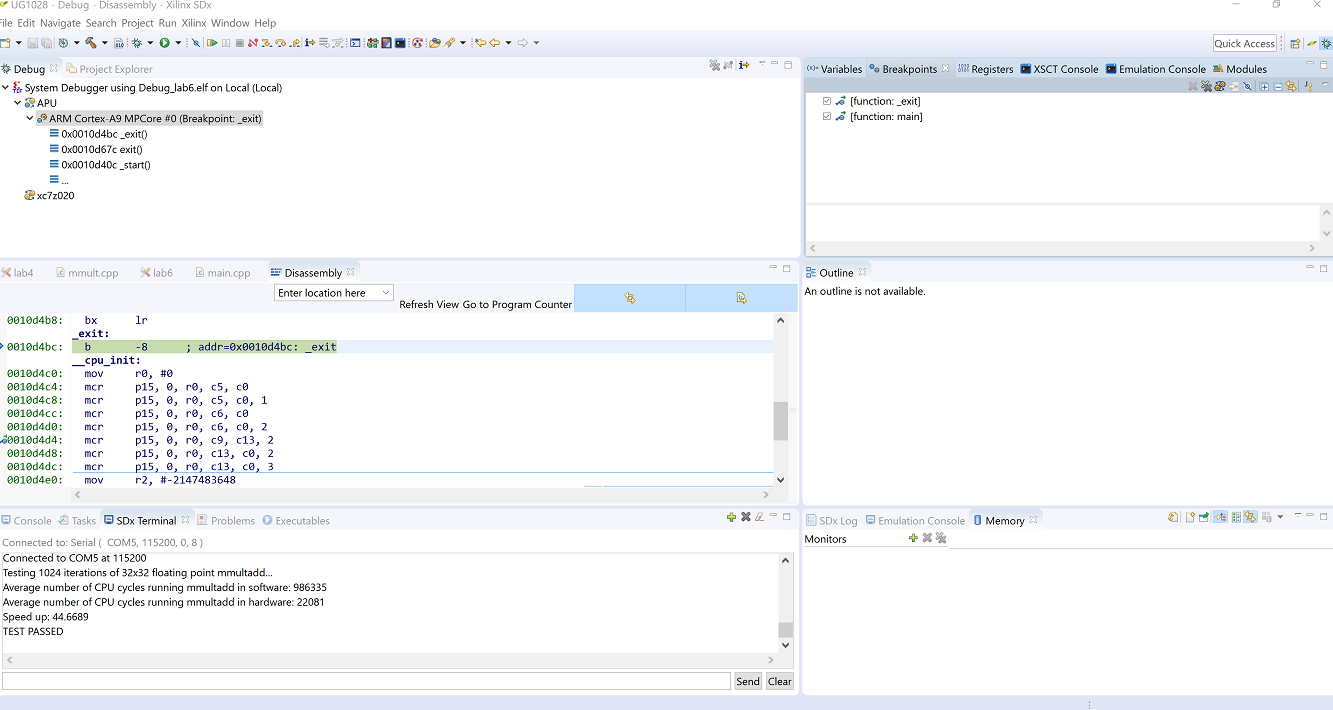 UG1028 - Debug - Disassembly - Xilinx SDx
File Edit Navigate Search Project Run Xilinx Window Help
Quick Access
Debug Project Explorer
System Debugger using Debug_lab6.elf on Local (Local)
APU
ARM Cortex-A9 MPCore #0 (Breakpoint: _exit)
0x0010d4bc _exit()
0x0010d67c exit()
0x0010d40c _start()
...
xc7z020
(x)= Variables Breakpoints Registers XSCT Console Emulation Console Modules
[function: _exit]
[function: main]
lab4 mmult.cpp lab6 main.cpp Disassembly
Enter location here Refresh View Go to Program Counter
0010d4b8: bx lr
_exit:
0010d4bc: b -8 ; addr=0x0010d4bc: _exit
__cpu_init:
0010d4c0: mov r0, #0
0010d4c4: mcr p15, 0, r0, c5, c0
0010d4c8: mcr p15, 0, r0, c5, c0, 1
0010d4cc: mcr p15, 0, r0, c6, c0
0010d4d0: mcr p15, 0, r0, c6, c0, 2
0010d4d4: mcr p15, 0, r0, c9, c13, 2
0010d4d8: mcr p15, 0, r0, c13, c0, 2
0010d4dc: mcr p15, 0, r0, c13, c0, 3
0010d4e0: mov r2, #-2147483648
Outline
An outline is not available.
Console Tasks SDx Terminal Problems Executables
Connected to: Serial ( COM5, 115200, 0, 8 )
Connected to COM5 at 115200
Testing 1024 iterations of 32x32 floating point mmultadd...
Average number of CPU cycles running mmultadd in software: 986335
Average number of CPU cycles running mmultadd in hardware: 22081
Speed up: 44.6689
TEST PASSED
Send Clear
SDx Log Emulation Console Memory
Monitors